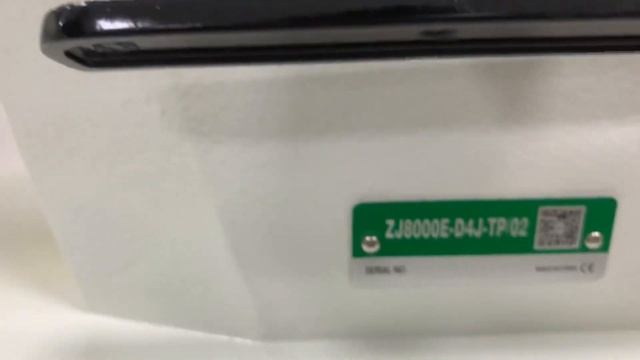 ZJ8000E-D4J-TP/02
SERIAL NO.
CE